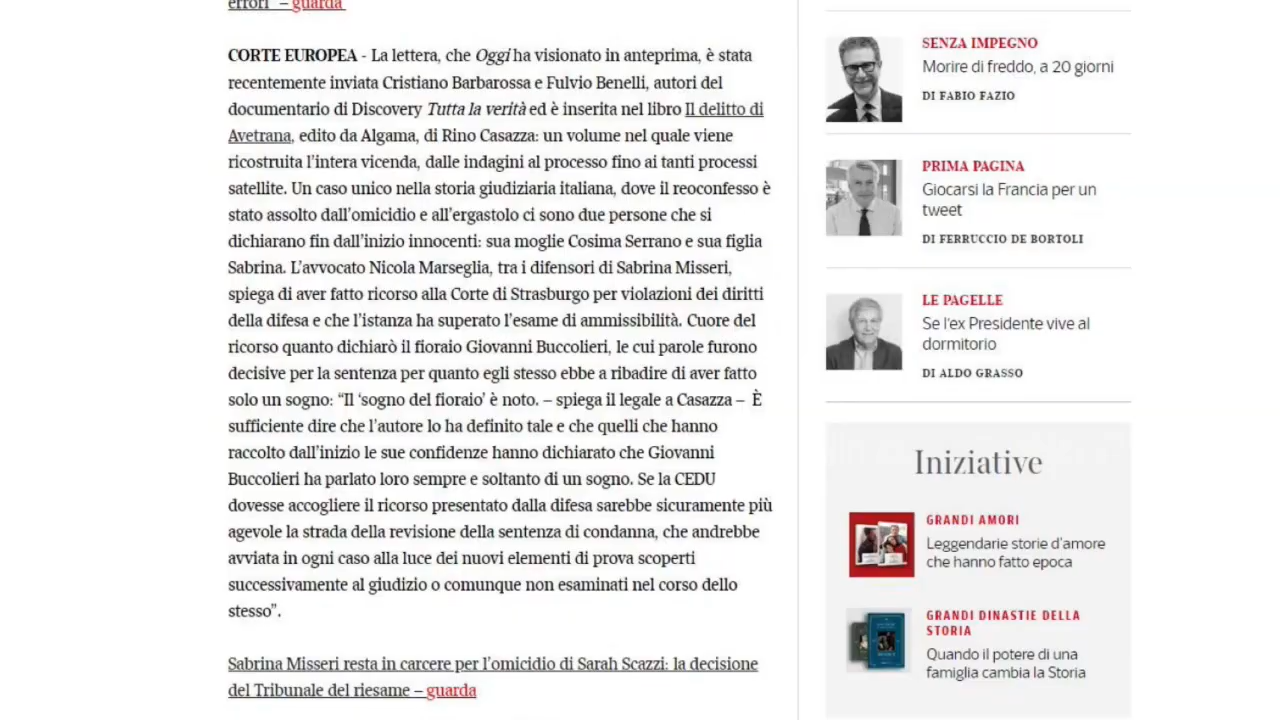 errori" – guarda
CORTE EUROPEA - La lettera, che Oggi ha visionato in anteprima, è stata
recentemente inviata Cristiano Barbarossa e Fulvio Benelli, autori del
documentario di Discovery Tutta la verità ed è inserita nel libro Il delitto di
Avetrana, edito da Algama, di Rino Casazza: un volume nel quale viene
ricostruita l'intera vicenda, dalle indagini al processo fino ai tanti processi
satellite. Un caso unico nella storia giudiziaria italiana, dove il reoconfesso è
stato assolto dall'omicidio e all'ergastolo ci sono due persone che si
dichiarano fin dall'inizio innocenti: sua moglie Cosima Serrano e sua figlia
Sabrina. L'avvocato Nicola Marseglia, tra i difensori di Sabrina Misseri,
spiega di aver fatto ricorso alla Corte di Strasburgo per violazioni dei diritti
della difesa e che l'istanza ha superato l'esame di ammissibilità. Cuore del
ricorso quanto dichiarò il fioraio Giovanni Buccolieri, le cui parole furono
decisive per la sentenza per quanto egli stesso ebbe a ribadire di aver fatto
solo un sogno: “Il ‘sogno del fioraio’ è noto. – spiega il legale a Casazza – È
sufficiente dire che l'autore lo ha definito tale e che quelli che hanno
raccolto dall'inizio le sue confidenze hanno dichiarato che Giovanni
Buccolieri ha parlato loro sempre e soltanto di un sogno. Se la CEDU
dovesse accogliere il ricorso presentato dalla difesa sarebbe sicuramente più
agevole la strada della revisione della sentenza di condanna, che andrebbe
avviata in ogni caso alla luce dei nuovi elementi di prova scoperti
successivamente al giudizio o comunque non esaminati nel corso dello
stesso”.
Sabrina Misseri resta in carcere per l'omicidio di Sarah Scazzi: la decisione
del Tribunale del riesame – guarda
SENZA IMPEGNO
Morire di freddo, a 20 giorni
DI FABIO FAZIO
PRIMA PAGINA
Giocarsi la Francia per un
tweet
DI FERRUCCIO DE BORTOLI
LE PAGELLE
Se l'ex Presidente vive al
dormitorio
DI ALDO GRASSO
Iniziative
GRANDI AMORI
Leggendarie storie d'amore
che hanno fatto epoca
GRANDI DINASTIE DELLA
STORIA
Quando il potere di una
famiglia cambia la Storia